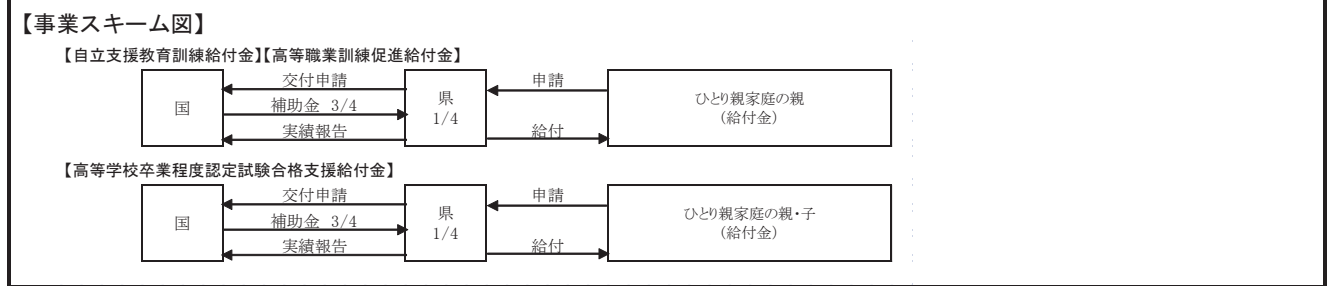 【事業スキーム図】
【自立支援教育訓練給付金】【高等職業訓練促進給付金】
国
交付申請
補助金 3/4
実績報告
県
1/4
申請
給付
ひとり親家庭の親
(給付金)
【高等学校卒業程度認定試験合格支援給付金】
国
交付申請
補助金 3/4
実績報告
県
1/4
申請
給付
ひとり親家庭の親・子
(給付金)